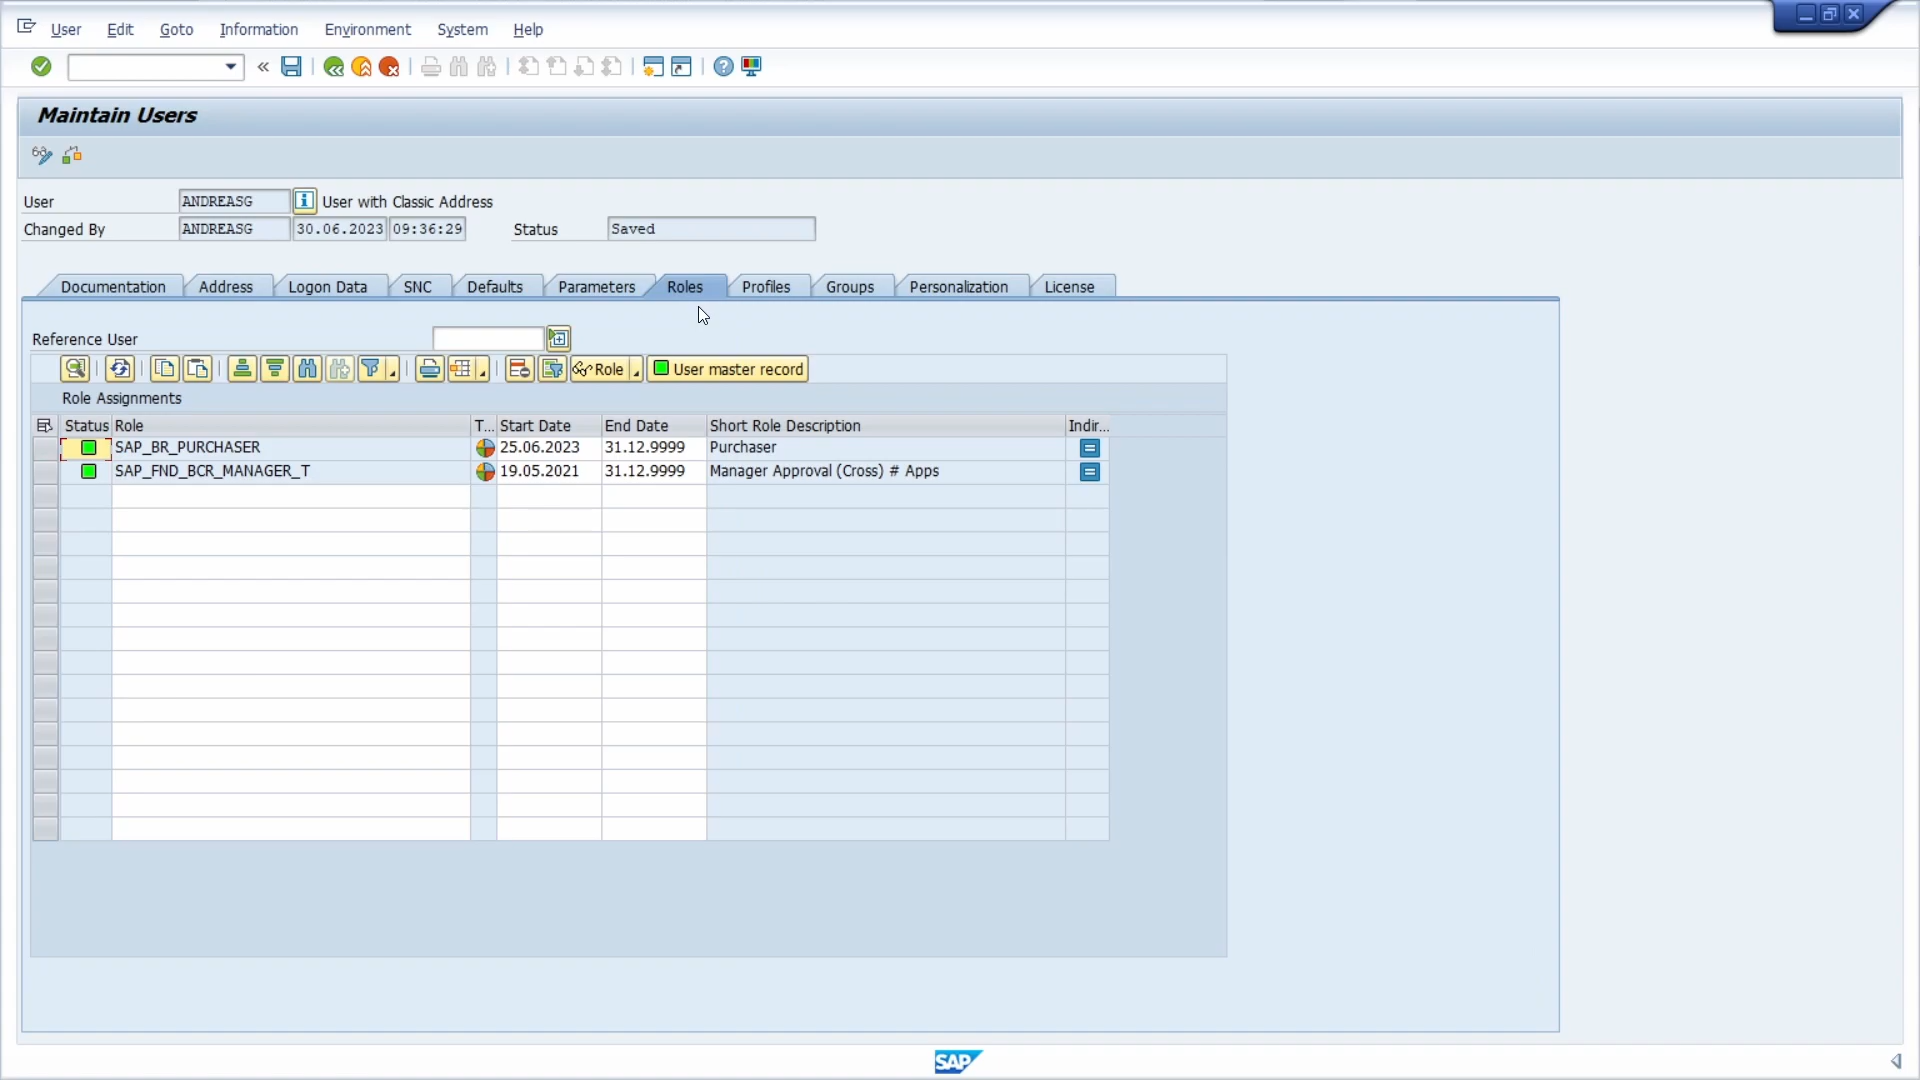 User Edit Goto Information Environment System Help
Maintain Users
User ANDREASG User with Classic Address
Changed By ANDREASG 30.06.2023 09:36:29 Status Saved
Documentation Address Logon Data SNC Defaults Parameters Roles Profiles Groups Personalization License
Reference User
Role User master record
Role Assignments
Status Role T... Start Date End Date Short Role Description Indir...
SAP_BR_PURCHASER 25.06.2023 31.12.9999 Purchaser
SAP_FND_BCR_MANAGER_T 19.05.2021 31.12.9999 Manager Approval (Cross) # Apps
SAP